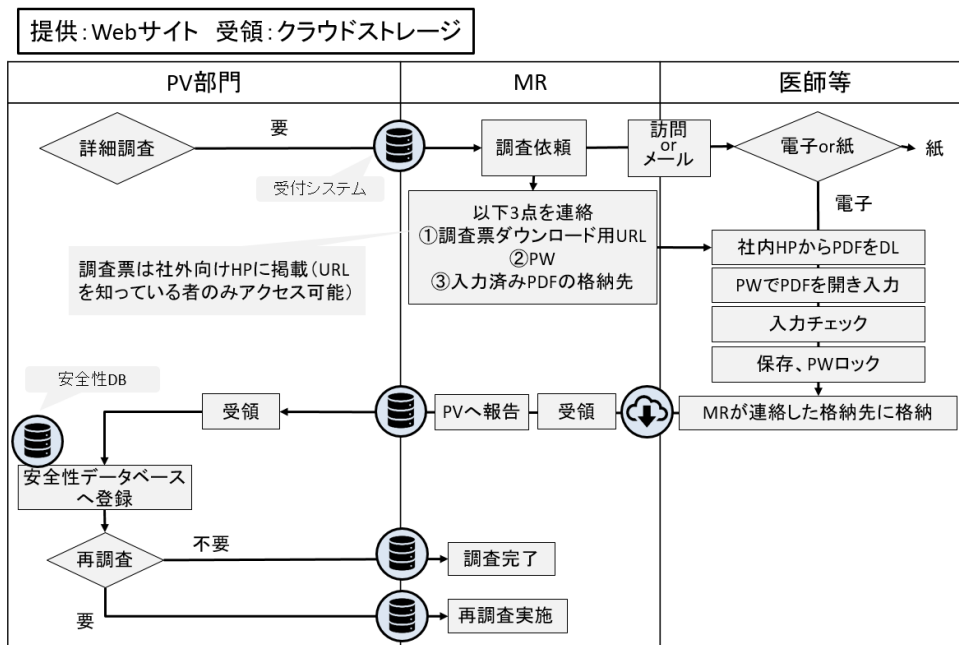 提供：Webサイト　受領：クラウドストレージ
PV部門
MR
医師等
詳細調査
要
受付システム
調査依頼
訪問
or
メール
電子or紙
紙
電子
以下3点を連絡
①調査票ダウンロード用URL
②PW
③入力済みPDFの格納先
調査票は社外向けHPに掲載（URL
を知っている者のみアクセス可能）
社内HPからPDFをDL
PWでPDFを開き入力
入力チェック
保存、PWロック
MRが連絡した格納先に格納
受領
PVへ報告
受領
安全性DB
安全性データベース
へ登録
再調査
不要
調査完了
要
再調査実施